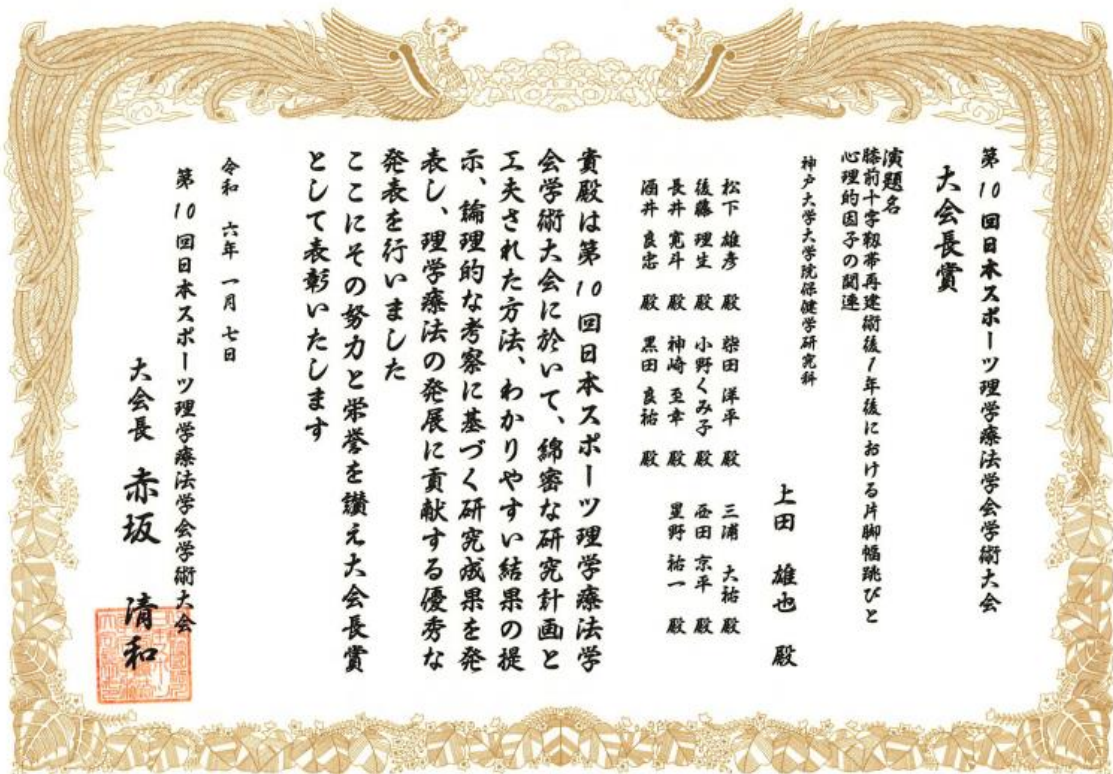 第10回日本スポーツ理学療法学会学術大会
大会長賞
演題名
膝前十字靱帯再建術後1年後における片脚幅跳びと
心理的因子の関連
神戸大学大学院保健学研究科
上田 雄也 殿
松下 雄彦 殿 柴田 洋平 殿 三浦 大祐 殿
後藤 理生 殿 小野くみ子 殿 西田 京平 殿
長井 寛斗 殿 神崎 至幸 殿 星野 祐一 殿
酒井 良忠 殿 黒田 良祐 殿
貴殿は第10回日本スポーツ理学療法学
会学術大会に於いて、綿密な研究計画と
工夫された方法、わかりやすい結果の提
示、論理的な考察に基づく研究成果を発
表し、理学療法の発展に貢献する優秀な
発表を行いました
ここにその努力と栄誉を讃え大会長賞
として表彰いたします
令和 六年 一月 七日
第10回日本スポーツ理学療法学会学術大会
大会長 赤坂 清和